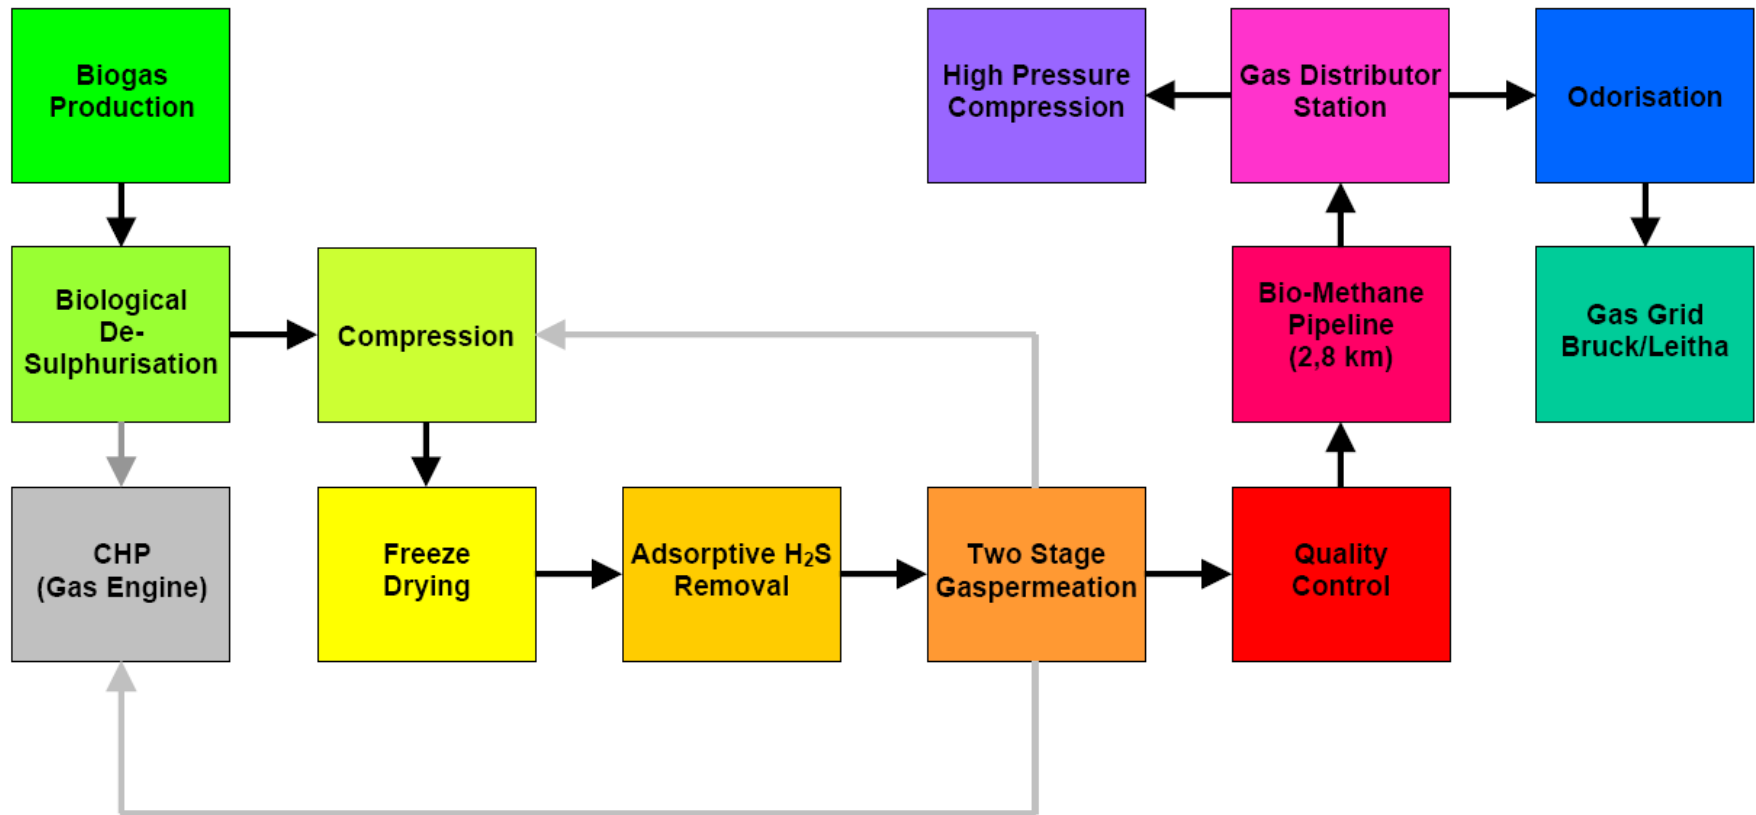 Biogas
Production
High Pressure
Compression
Gas Distributor
Station
Odorisation
Biological
De-
Sulphurisation
Compression
Bio-Methane
Pipeline
(2,8 km)
Gas Grid
Bruck/Leitha
CHP
(Gas Engine)
Freeze
Drying
Adsorptive H₂S
Removal
Two Stage
Gaspermeation
Quality
Control